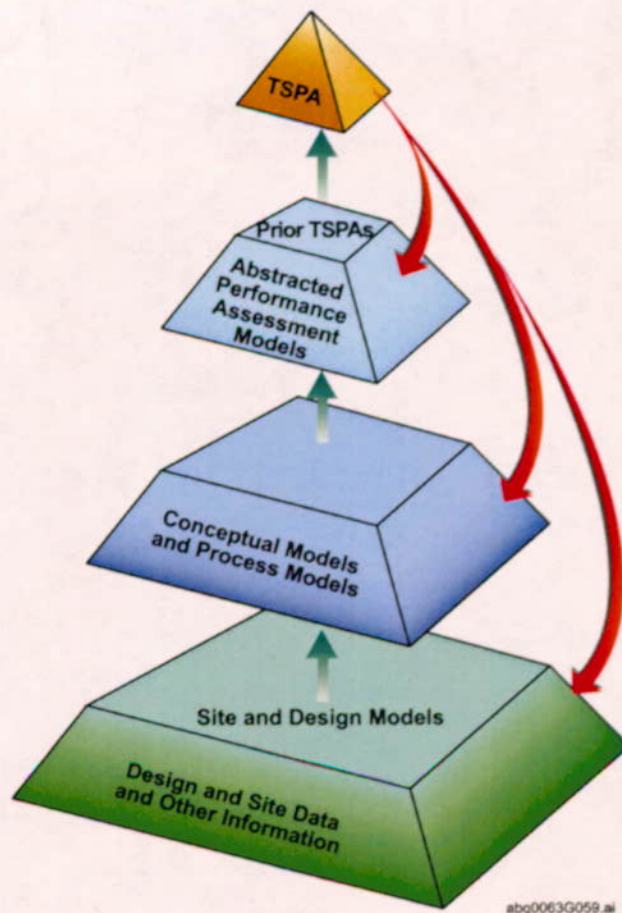 TSPA
Prior TSPAs
Abstracted
Performance
Assessment
Models
Conceptual Models
and Process Models
Site and Design Models
Design and Site Data
and Other Information
abq0063G059.ai